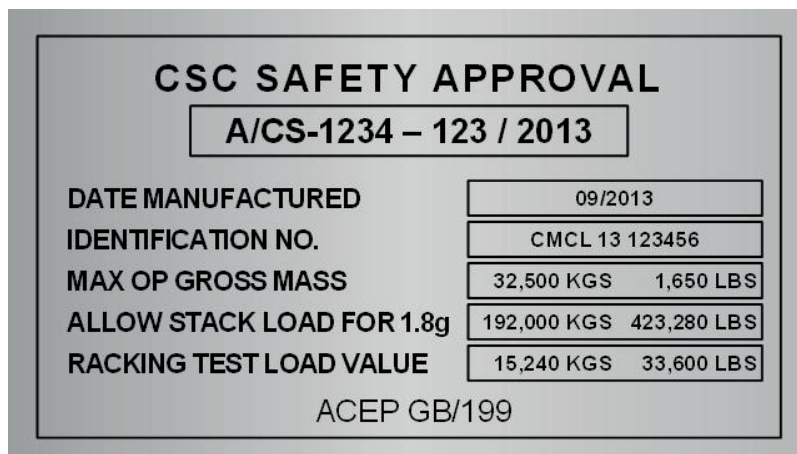 CSC SAFETY APPROVAL
A/CS-1234 – 123 / 2013
DATE MANUFACTURED 09/2013
IDENTIFICATION NO. CMCL 13 123456
MAX OP GROSS MASS 32,500 KGS 1,650 LBS
ALLOW STACK LOAD FOR 1.8g 192,000 KGS 423,280 LBS
RACKING TEST LOAD VALUE 15,240 KGS 33,600 LBS
ACEP GB/199